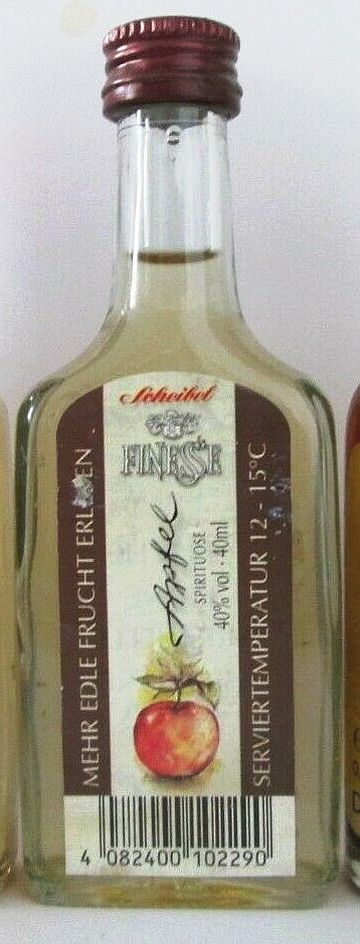 Scheibel
FINESSE
Apfel
SPIRITUOSE
40% vol · 40ml
MEHR EDLE FRUCHT ERLEBEN
SERVIERTEMPERATUR 12 - 15°C
4 082400 102290